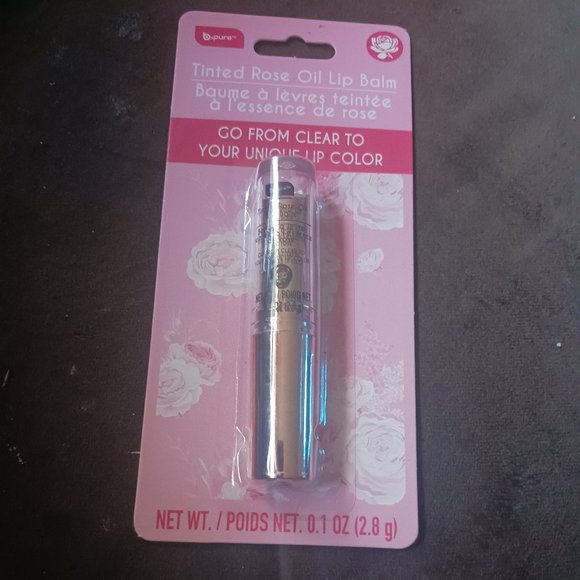 b.pure™
Tinted Rose Oil Lip Balm
Baume à lèvres teintée
à l'essence de rose
GO FROM CLEAR TO
YOUR UNIQUE LIP COLOR
NET WT. / POIDS NET. 0.1 OZ (2.8 g)